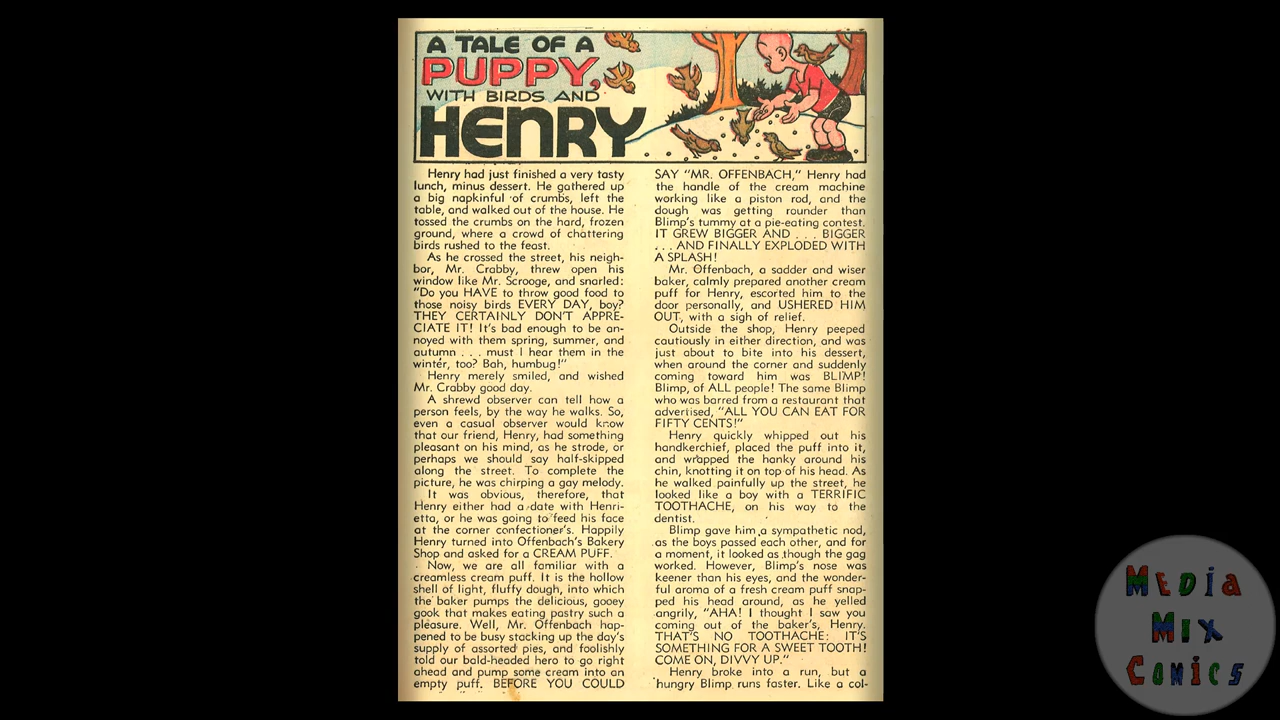 A TALE OF A
PUPPY,
WITH BIRDS AND
HENRY
Henry had just finished a very tasty
lunch, minus dessert. He gathered up
a big napkinful of crumbs, left the
table, and walked out of the house. He
tossed the crumbs on the hard, frozen
ground, where a crowd of chattering
birds rushed to the feast.
As he crossed the street, his neigh-
bor, Mr. Crabby, threw open his
window like Mr. Scrooge, and snarled:
"Do you HAVE to throw good food to
those noisy birds EVERY DAY, boy?
THEY CERTAINLY DON'T APPRE-
CIATE IT! It's bad enough to be an-
noyed with them spring, summer, and
autumn . . . must I hear them in the
winter, too? Bah, humbug!"
Henry merely smiled, and wished
Mr. Crabby good day.
A shrewd observer can tell how a
person feels, by the way he walks. So,
even a casual observer would know
that our friend, Henry, had something
pleasant on his mind, as he strode, or
perhaps we should say half-skipped
along the street. To complete the
picture, he was chirping a gay melody.
It was obvious, therefore, that
Henry either had a date with Henri-
etta, or he was going to feed his face
at the corner confectioner's. Happily
Henry turned into Offenbach's Bakery
Shop and asked for a CREAM PUFF.
Now, we are all familiar with a
creamless cream puff. It is the hollow
shell of light, fluffy dough, into which
the baker pumps the delicious, gooey
gook that makes eating pastry such a
pleasure. Well, Mr. Offenbach hap-
pened to be busy stacking up the day's
supply of assorted pies, and foolishly
told our bald-headed hero to go right
ahead and pump some cream into an
empty puff. BEFORE YOU COULD
SAY "MR. OFFENBACH," Henry had
the handle of the cream machine
working like a piston rod, and the
dough was getting rounder than
Blimp's tummy at a pie-eating contest.
IT GREW BIGGER AND . . . BIGGER
. . . AND FINALLY EXPLODED WITH
A SPLASH!
Mr. Offenbach, a sadder and wiser
baker, calmly prepared another cream
puff for Henry, escorted him to the
door personally, and USHERED HIM
OUT, with a sigh of relief.
Outside the shop, Henry peeped
cautiously in either direction, and was
just about to bite into his dessert,
when around the corner and suddenly
coming toward him was BLIMP!
Blimp, of ALL people! The same Blimp
who was barred from a restaurant that
advertised, "ALL YOU CAN EAT FOR
FIFTY CENTS!"
Henry quickly whipped out his
handkerchief, placed the puff into it,
and wrapped the hanky around his
chin, knotting it on top of his head. As
he walked painfully up the street, he
looked like a boy with a TERRIFIC
TOOTHACHE, on his way to the
dentist.
Blimp gave him a sympathetic nod,
as the boys passed each other, and for
a moment, it looked as though the gag
worked. However, Blimp's nose was
keener than his eyes, and the wonder-
ful aroma of a fresh cream puff snap-
ped his head around, as he yelled
angrily, "AHA! I thought I saw you
coming out of the baker's, Henry.
THAT'S NO TOOTHACHE: IT'S
SOMETHING FOR A SWEET TOOTH!
COME ON, DIVVY UP."
Henry broke into a run, but a
hungry Blimp runs faster. Like a col-
MEDIA
MIX
COMICS